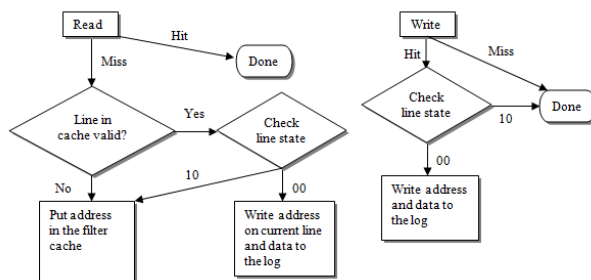 Read
Hit
Miss
Done
Line in
cache valid?
Yes
Check
line state
No
10
00
Put address
in the filter
cache
Write address
on current line
and data to
the log
Write
Hit
Miss
Check
line state
10
Done
00
Write address
and data to
the log